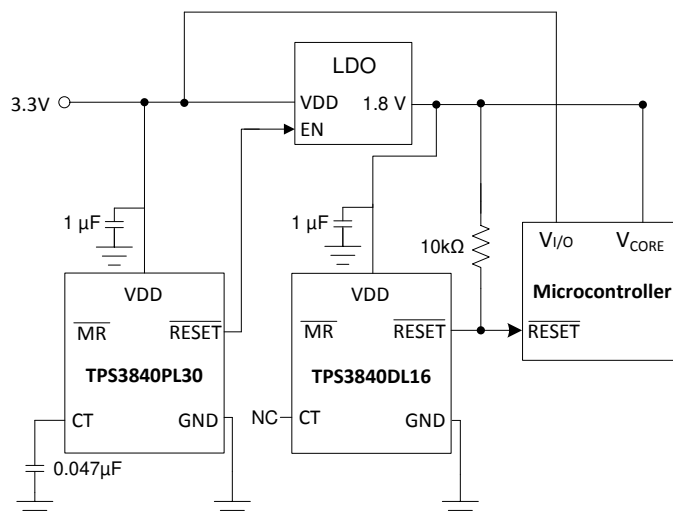 LDO
3.3V
VDD
1.8 V
EN
1 µF
1 µF
10kΩ
VI/O
VCORE
Microcontroller
RESET
VDD
MR
RESET
TPS3840PL30
CT
GND
0.047µF
VDD
MR
RESET
TPS3840DL16
NC
CT
GND